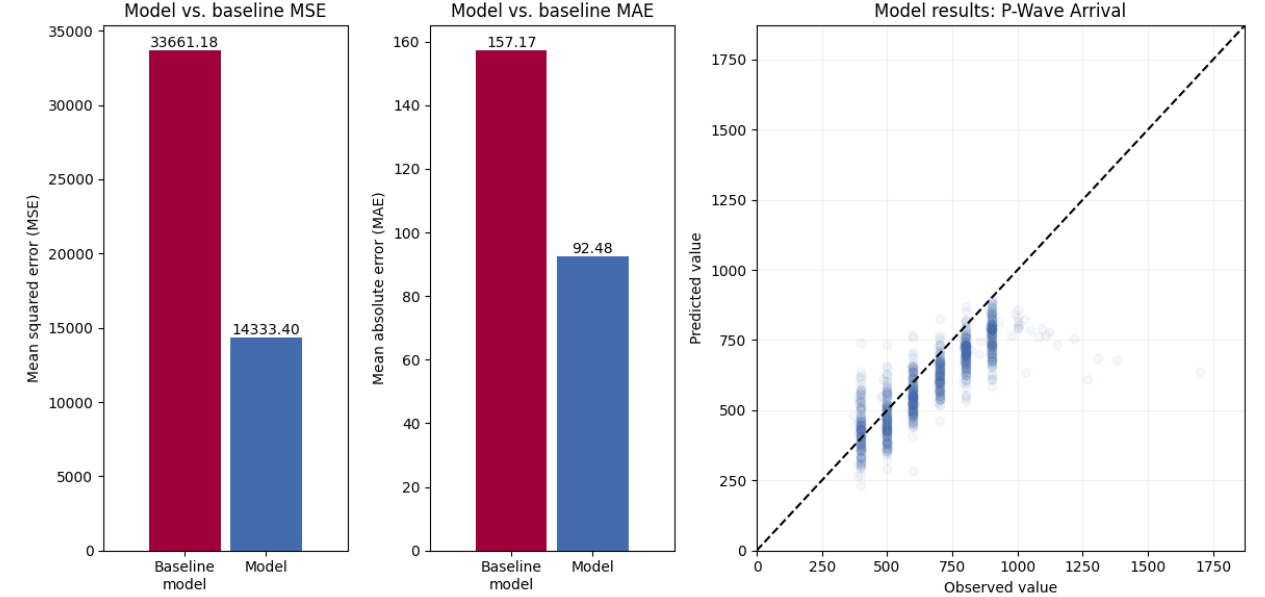 Model vs. baseline MSE
Mean squared error (MSE)
35000
30000
25000
20000
15000
10000
5000
0
33661.18
14333.40
Baseline
model
Model
Model vs. baseline MAE
Mean absolute error (MAE)
160
140
120
100
80
60
40
20
0
157.17
92.48
Baseline
model
Model
Model results: P-Wave Arrival
Predicted value
1750
1500
1250
1000
750
500
250
0
0 250 500 750 1000 1250 1500 1750
Observed value